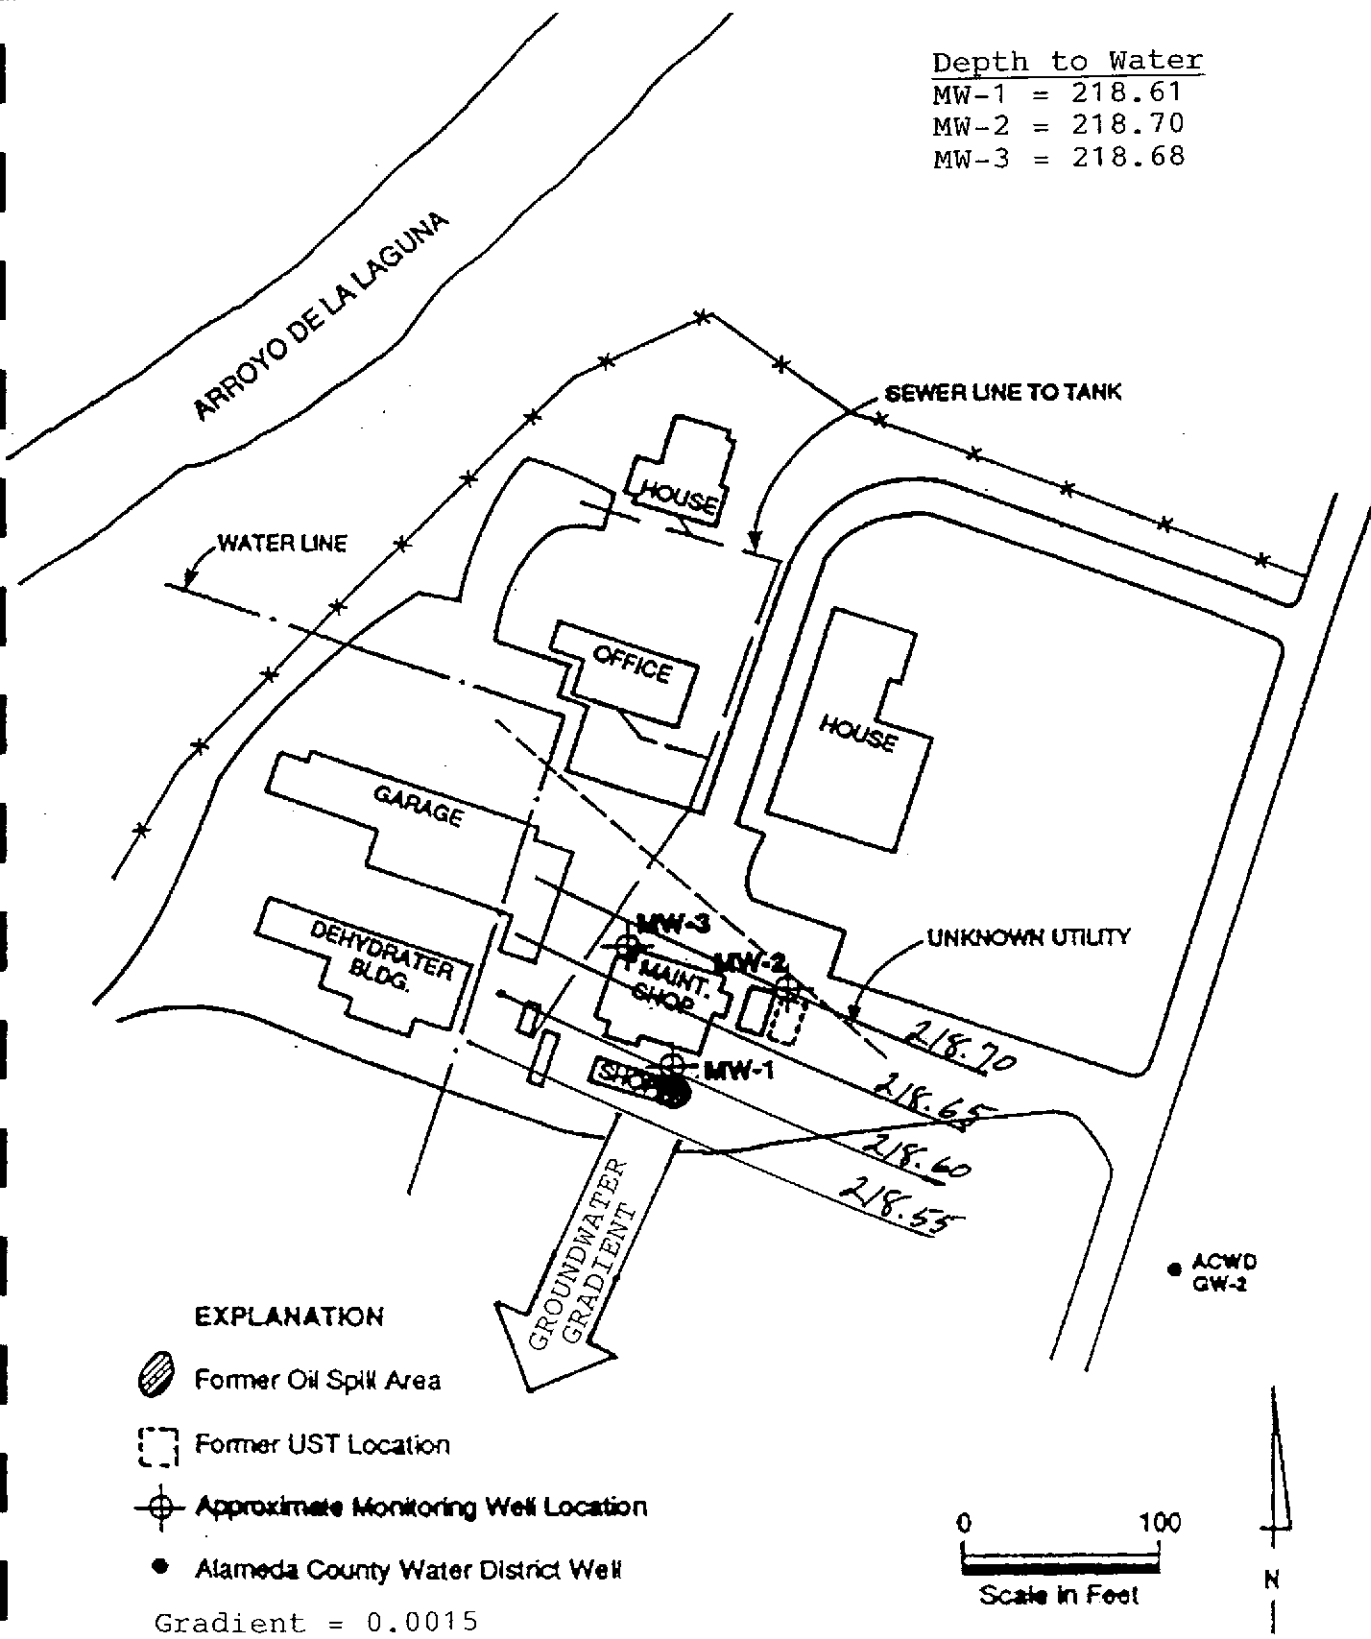 Depth to Water
MW-1 = 218.61
MW-2 = 218.70
MW-3 = 218.68
ARROYO DE LA LAGUNA
SEWER LINE TO TANK
HOUSE
WATER LINE
OFFICE
HOUSE
GARAGE
MW-3
DEHYDRATER
BLDG.
MW-2
UNKNOWN UTILITY
MAINT.
SHOP
218.70
MW-1
SHOP
218.65
218.60
218.55
GROUNDWATER
GRADIENT
ACWD
GW-2
EXPLANATION
Former Oil Spill Area
Former UST Location
Approximate Monitoring Well Location
Alameda County Water District Well
Gradient = 0.0015
0 100
Scale in Feet
N